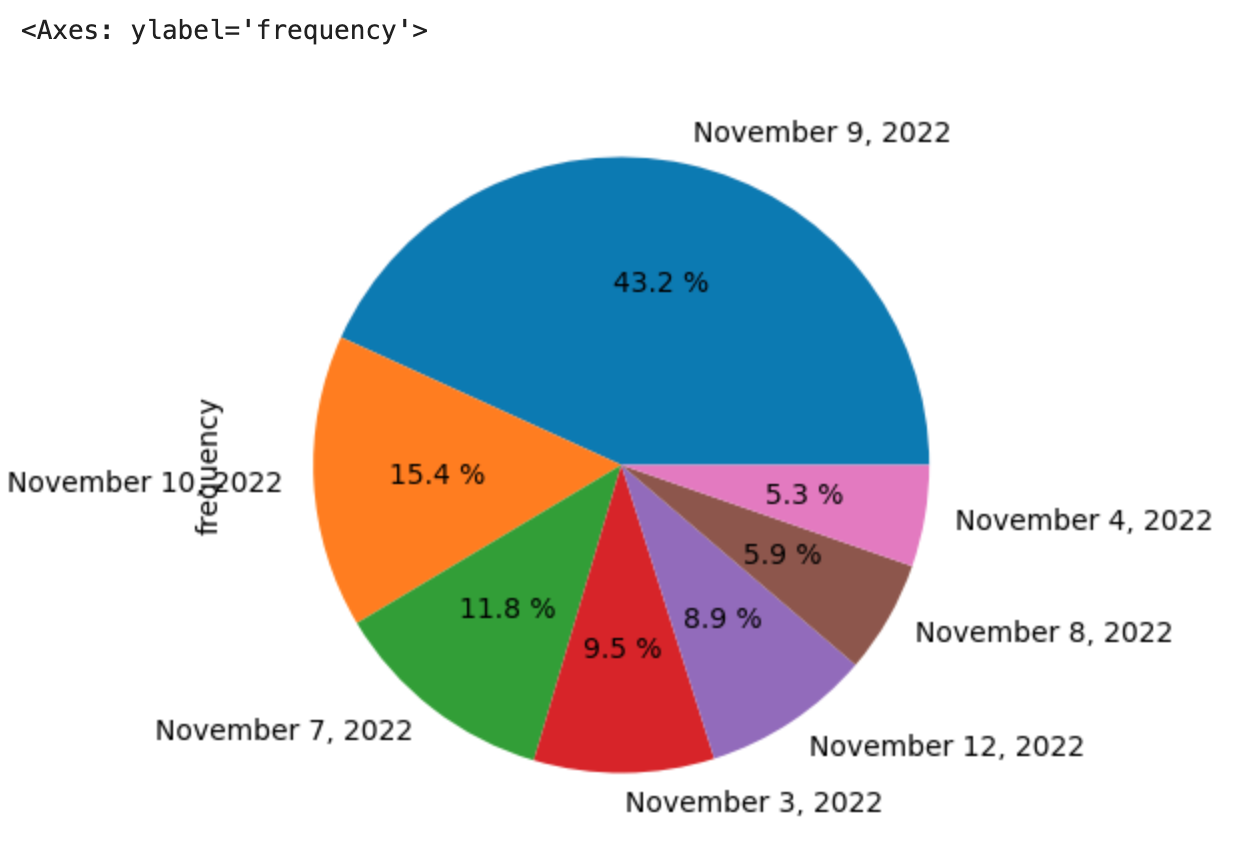 <Axes: ylabel='frequency'>
November 9, 2022
43.2 %
frequency
November 10, 2022
15.4 %
5.3 %
November 4, 2022
5.9 %
11.8 %
8.9 %
November 8, 2022
9.5 %
November 7, 2022
November 12, 2022
November 3, 2022